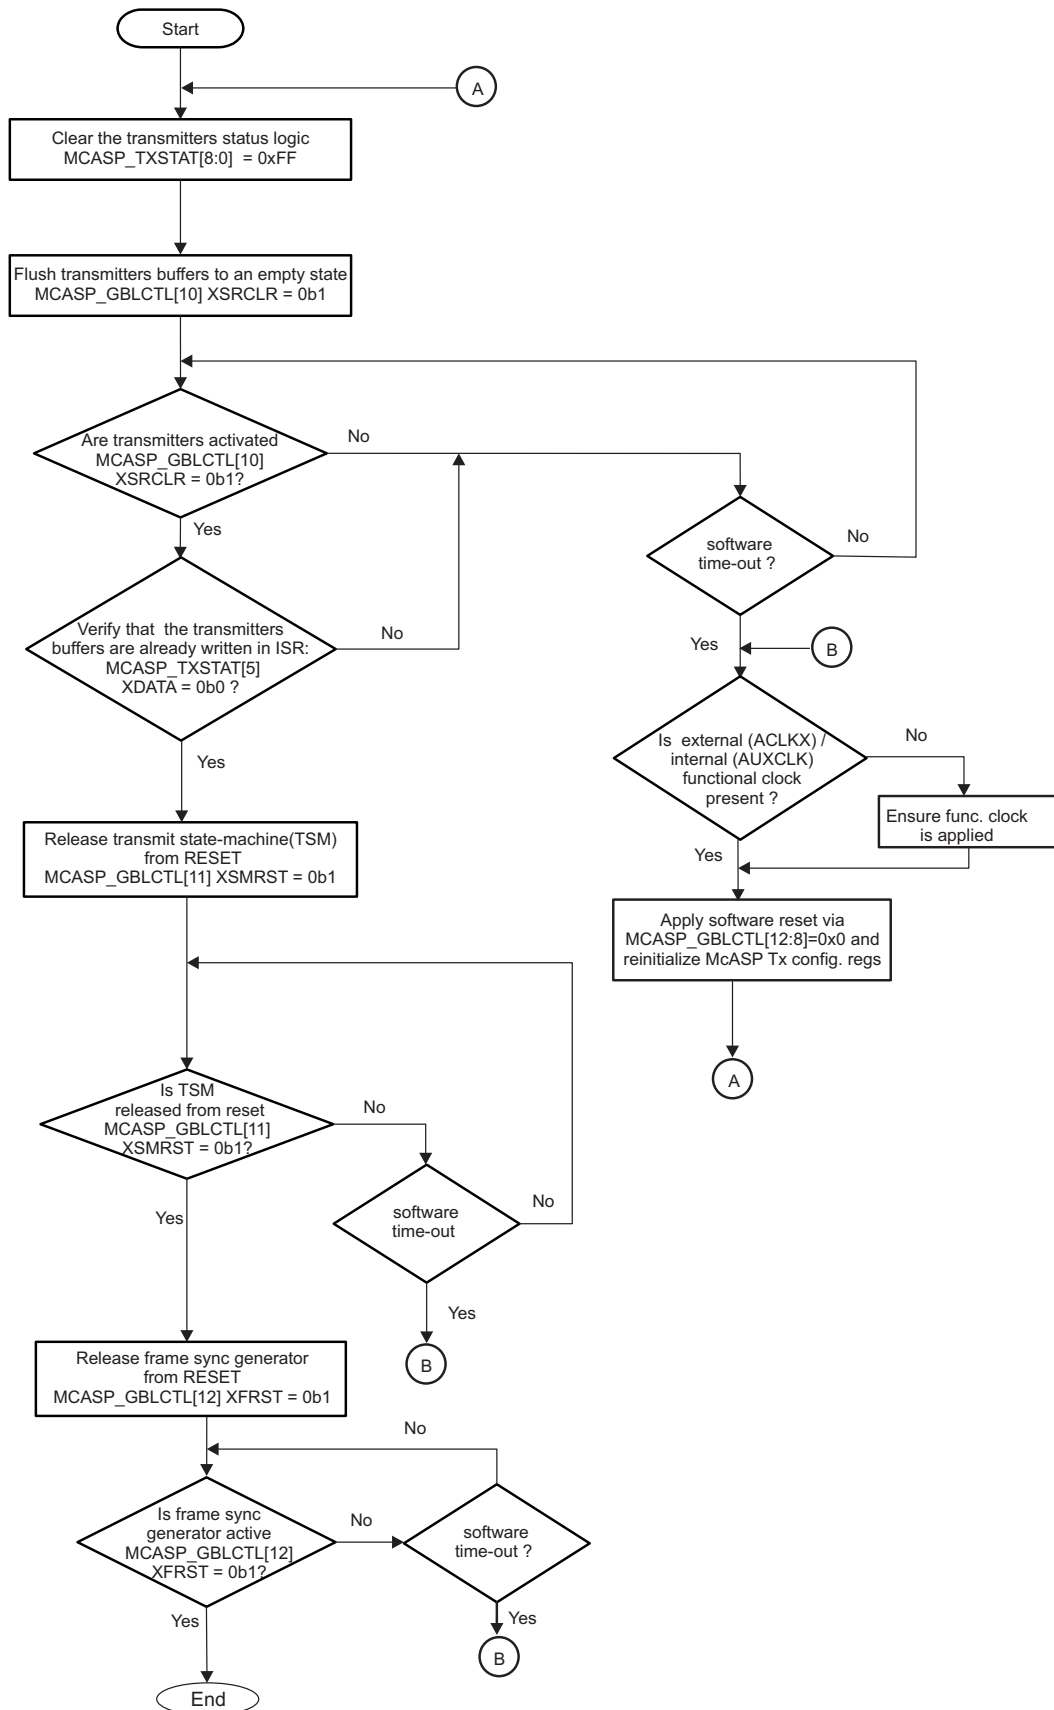 Start
A
Clear the transmitters status logic
MCASP_TXSTAT[8:0] = 0xFF
Flush transmitters buffers to an empty state
MCASP_GBLCTL[10] XSRCLR = 0b1
Are transmitters activated
MCASP_GBLCTL[10]
XSRCLR = 0b1?
No
Yes
software
time-out ?
No
Yes
Verify that the transmitters
buffers are already written in ISR:
MCASP_TXSTAT[5]
XDATA = 0b0 ?
No
Yes
B
Is external (ACLKX) /
internal (AUXCLK)
functional clock
present ?
No
Yes
Ensure func. clock
is applied
Release transmit state-machine(TSM)
from RESET
MCASP_GBLCTL[11] XSMRST = 0b1
Apply software reset via
MCASP_GBLCTL[12:8]=0x0 and
reinitialize McASP Tx config. regs
A
Is TSM
released from reset
MCASP_GBLCTL[11]
XSMRST = 0b1?
No
Yes
software
time-out
No
Yes
B
Release frame sync generator
from RESET
MCASP_GBLCTL[12] XFRST = 0b1
No
Is frame sync
generator active
MCASP_GBLCTL[12]
XFRST = 0b1?
No
Yes
software
time-out ?
Yes
B
End